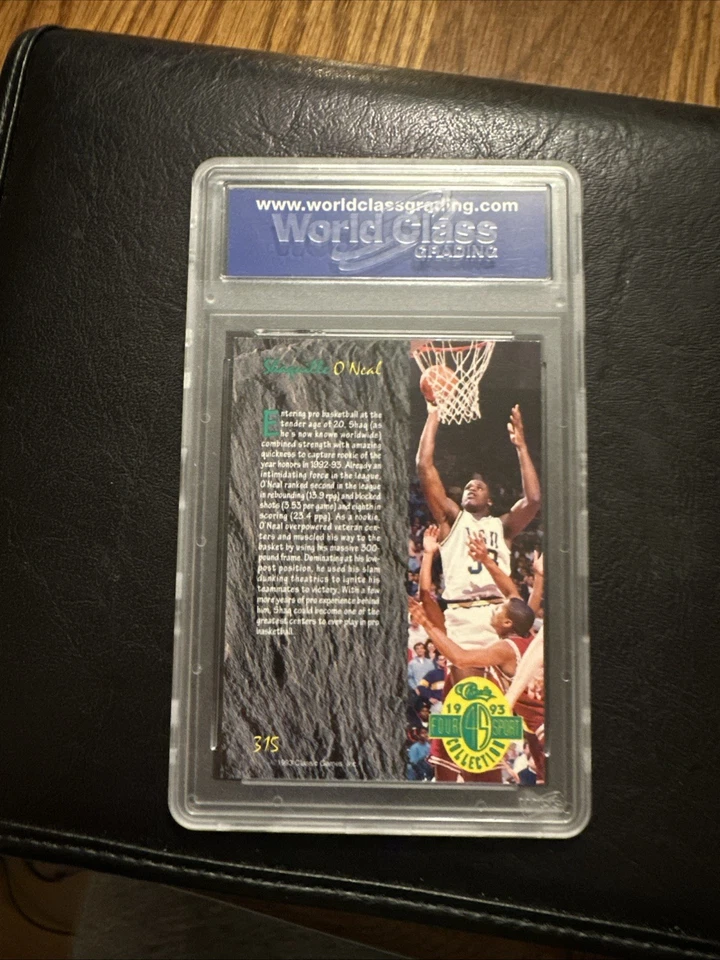 www.worldclassgrading.com
World Class
GRADING
Shaquille O'Neal
Entering pro basketball at the
tender age of 20, Shaq (as
he's now known worldwide)
combined strength with amazing
quickness to capture rookie of the
year honors in 1992-93. Already an
intimidating force in the league,
O'Neal ranked second in the league
in rebounding (13.9 rpg) and blocked
shots (3.53 per game) and eighth in
scoring (23.4 ppg). As a rookie,
O'Neal overpowered veteran cen-
ters and muscled his way to the
basket by using his massive 300-
pound frame. Dominating at his low-
post position, he used his slam
dunking theatrics to ignite his
teammates to victory. With a few
more years of pro experience behind
him, Shaq could become one of the
greatest centers to ever play in pro
basketball.
33
Classic
1993
FOUR 4S SPORT
COLLECTION
315
© 1993 Classic Games, Inc.